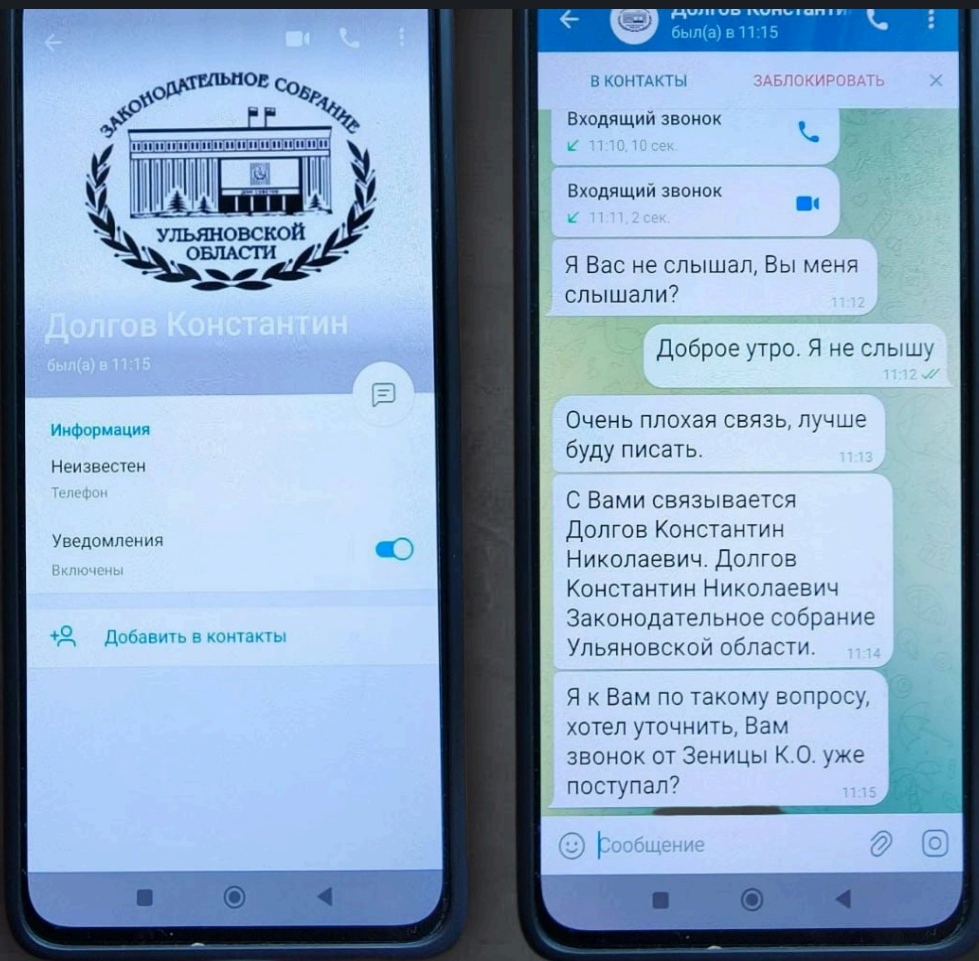 ЗАКОНОДАТЕЛЬНОЕ СОБРАНИЕ
ДОМ СОВЕТОВ
УЛЬЯНОВСКОЙ
ОБЛАСТИ
Долгов Константин
был(а) в 11:15
Информация
Неизвестен
Телефон
Уведомления
Включены
Добавить в контакты
Долгов Константин
был(а) в 11:15
В КОНТАКТЫ
ЗАБЛОКИРОВАТЬ
Входящий звонок
11:10, 10 сек.
Входящий звонок
11:11, 2 сек.
Я Вас не слышал, Вы меня
слышали?
11:12
Доброе утро. Я не слышу
11:12
Очень плохая связь, лучше
буду писать.
11:13
С Вами связывается
Долгов Константин
Николаевич. Долгов
Константин Николаевич
Законодательное собрание
Ульяновской области.
11:14
Я к Вам по такому вопросу,
хотел уточнить, Вам
звонок от Зеницы К.О. уже
поступал?
11:15
Сообщение